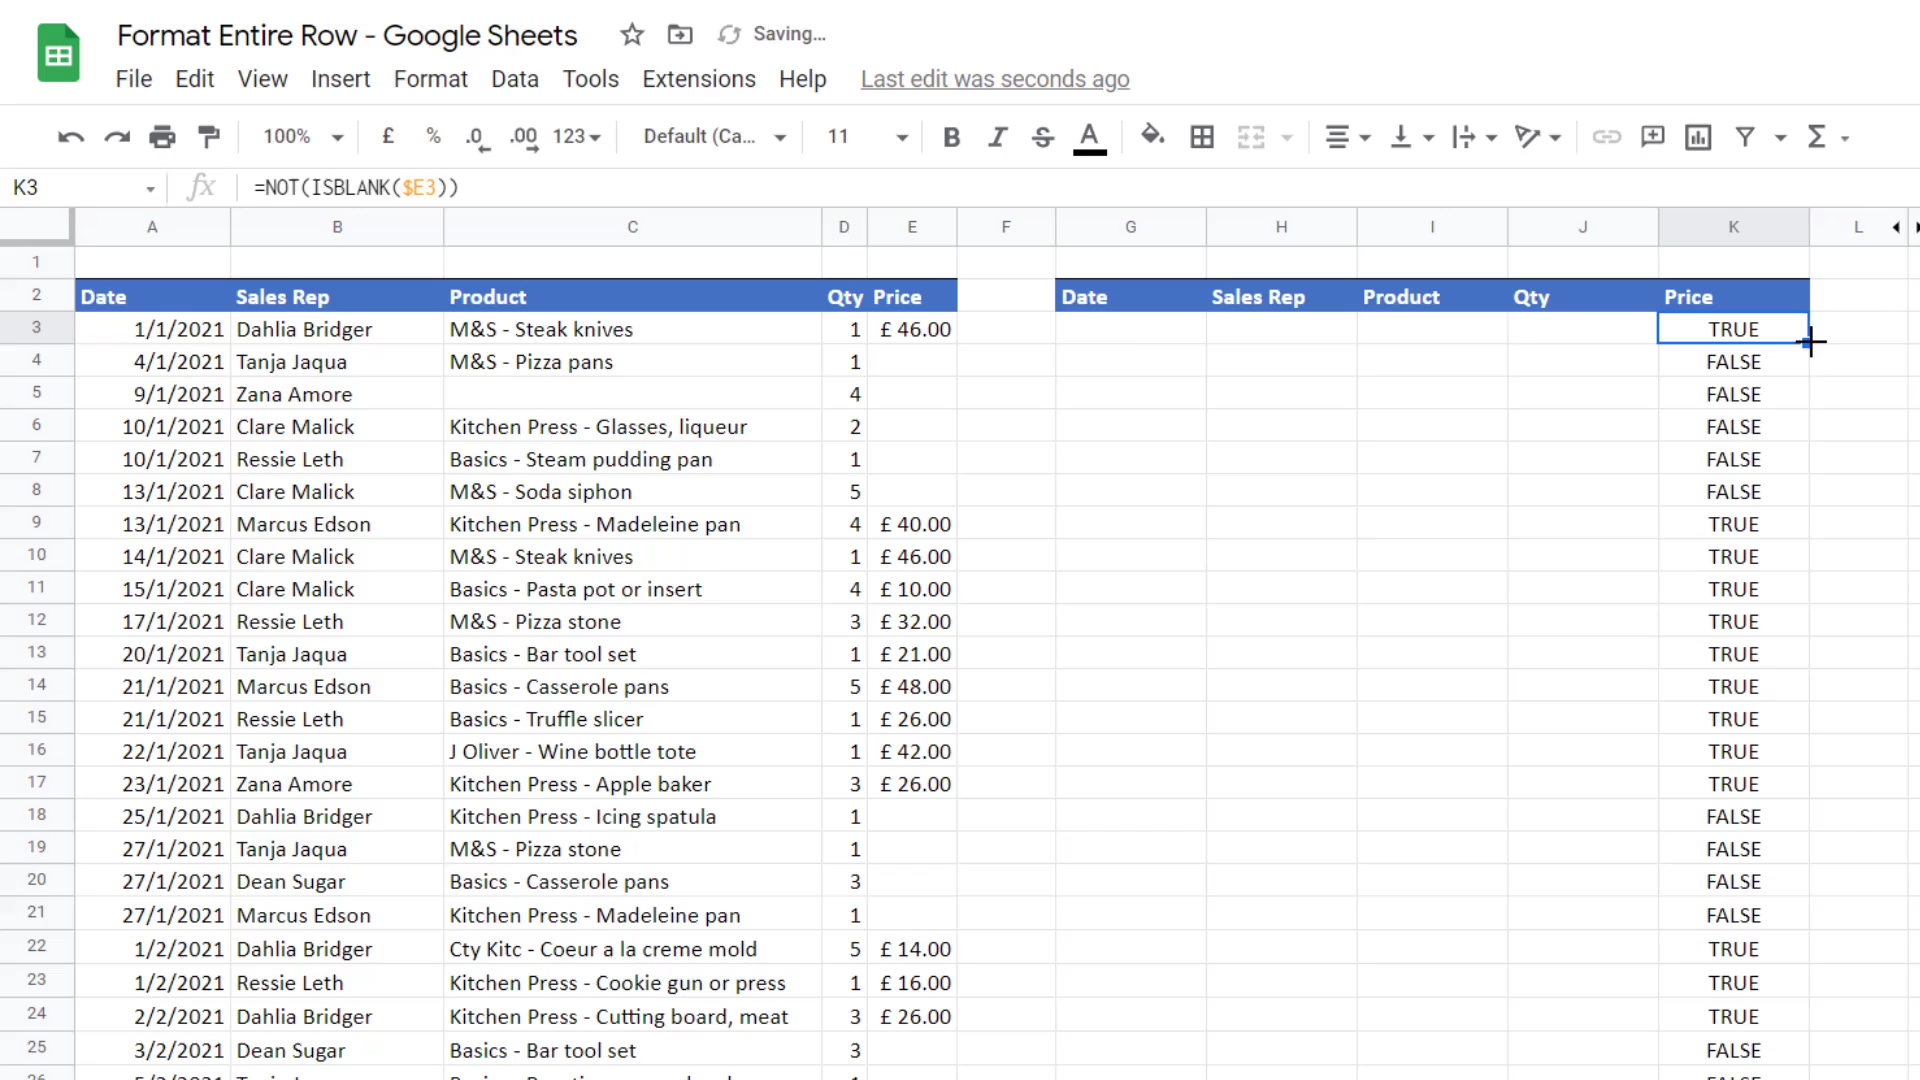 Format Entire Row - Google Sheets Saving...
File Edit View Insert Format Data Tools Extensions Help Last edit was seconds ago
100% £ % .0 .00 123 Default (Ca... 11 B I S A Σ
K3 fx =NOT(ISBLANK($E3))
A B C D E F G H I J K L
1
2 Date Sales Rep Product Qty Price Date Sales Rep Product Qty Price
3 1/1/2021 Dahlia Bridger M&S - Steak knives 1 £ 46.00 TRUE
4 4/1/2021 Tanja Jaqua M&S - Pizza pans 1 FALSE
5 9/1/2021 Zana Amore 4 FALSE
6 10/1/2021 Clare Malick Kitchen Press - Glasses, liqueur 2 FALSE
7 10/1/2021 Ressie Leth Basics - Steam pudding pan 1 FALSE
8 13/1/2021 Clare Malick M&S - Soda siphon 5 FALSE
9 13/1/2021 Marcus Edson Kitchen Press - Madeleine pan 4 £ 40.00 TRUE
10 14/1/2021 Clare Malick M&S - Steak knives 1 £ 46.00 TRUE
11 15/1/2021 Clare Malick Basics - Pasta pot or insert 4 £ 10.00 TRUE
12 17/1/2021 Ressie Leth M&S - Pizza stone 3 £ 32.00 TRUE
13 20/1/2021 Tanja Jaqua Basics - Bar tool set 1 £ 21.00 TRUE
14 21/1/2021 Marcus Edson Basics - Casserole pans 5 £ 48.00 TRUE
15 21/1/2021 Ressie Leth Basics - Truffle slicer 1 £ 26.00 TRUE
16 22/1/2021 Tanja Jaqua J Oliver - Wine bottle tote 1 £ 42.00 TRUE
17 23/1/2021 Zana Amore Kitchen Press - Apple baker 3 £ 26.00 TRUE
18 25/1/2021 Dahlia Bridger Kitchen Press - Icing spatula 1 FALSE
19 27/1/2021 Tanja Jaqua M&S - Pizza stone 1 FALSE
20 27/1/2021 Dean Sugar Basics - Casserole pans 3 FALSE
21 27/1/2021 Marcus Edson Kitchen Press - Madeleine pan 1 FALSE
22 1/2/2021 Dahlia Bridger Cty Kitc - Coeur a la creme mold 5 £ 14.00 TRUE
23 1/2/2021 Ressie Leth Kitchen Press - Cookie gun or press 1 £ 16.00 TRUE
24 2/2/2021 Dahlia Bridger Kitchen Press - Cutting board, meat 3 £ 26.00 TRUE
25 3/2/2021 Dean Sugar Basics - Bar tool set 3 FALSE